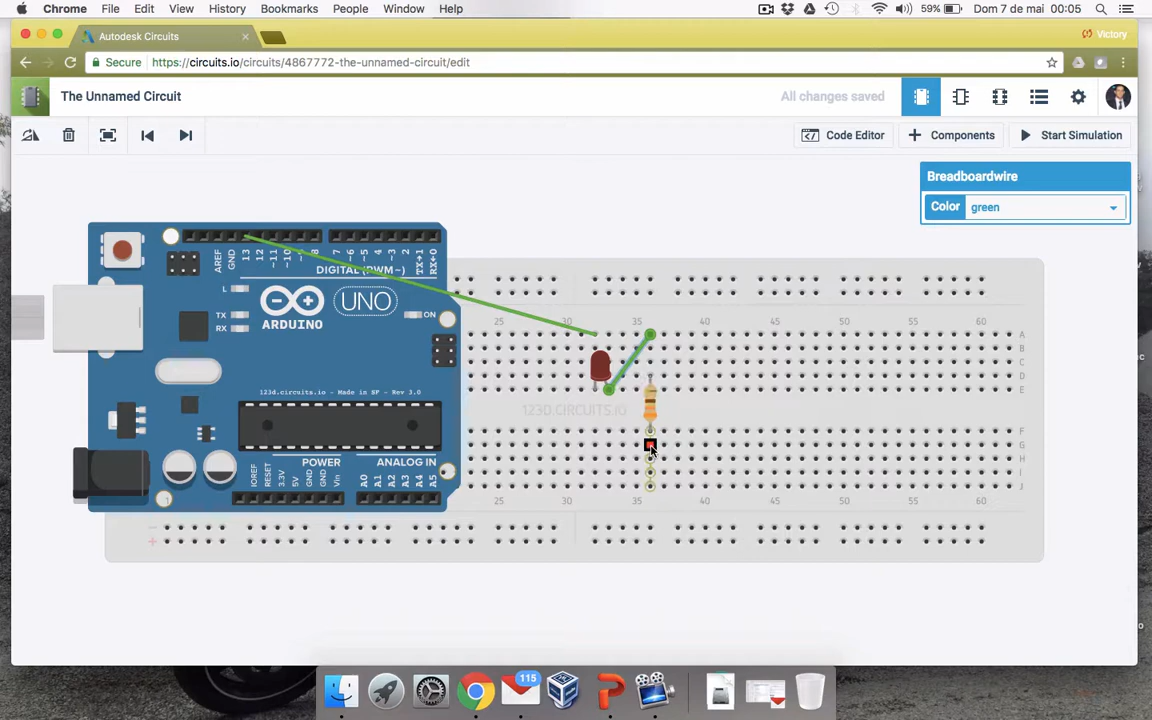 Chrome File Edit View History Bookmarks People Window Help 59% Dom 7 de mai 00:05
Autodesk Circuits
Victory
Secure https://circuits.io/circuits/4867772-the-unnamed-circuit/edit
The Unnamed Circuit
All changes saved
Code Editor
Components
Start Simulation
Breadboardwire
Color green
AREF GND 13 12 ~11 ~10 ~9 8 7 ~6 ~5 4 ~3 2 TX→1 RX←0
DIGITAL (PWM~)
L
TX
RX
ON
UNO
ARDUINO
25 30 35 40 45 50 55 60
A
B
C
D
E
123d.circuits.io - Made in SF - Rev 3.0
123D.CIRCUITS.IO
F
G
H
I
J
POWER ANALOG IN
IOREF RESET 3.3V 5V GND GND Vin A0 A1 A2 A3 A4 A5
25 30 35 40 45 50 55 60
115